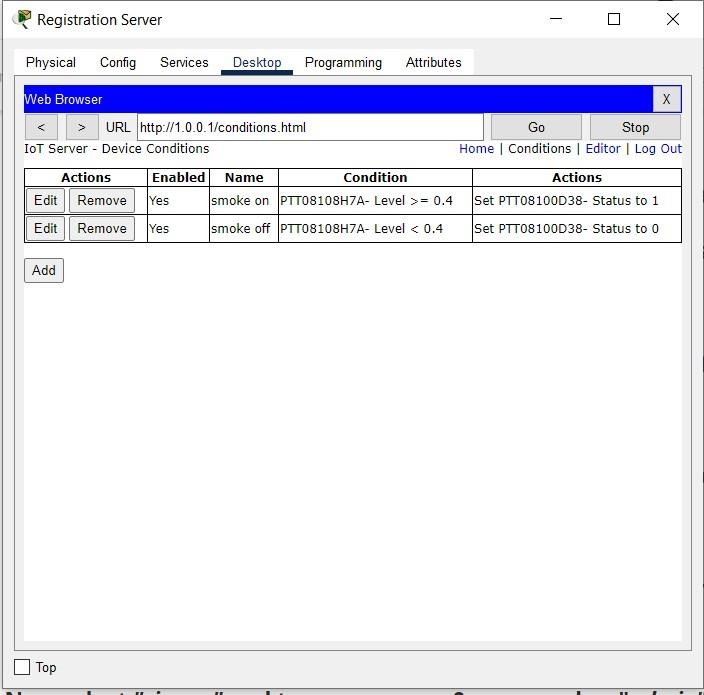 Registration Server
Physical Config Services Desktop Programming Attributes
Web Browser X
< > URL http://1.0.0.1/conditions.html Go Stop
IoT Server - Device Conditions Home | Conditions | Editor | Log Out
Actions Enabled Name Condition Actions
Edit Remove Yes smoke on PTT08108H7A- Level >= 0.4 Set PTT08100D38- Status to 1
Edit Remove Yes smoke off PTT08108H7A- Level < 0.4 Set PTT08100D38- Status to 0
Add
Top